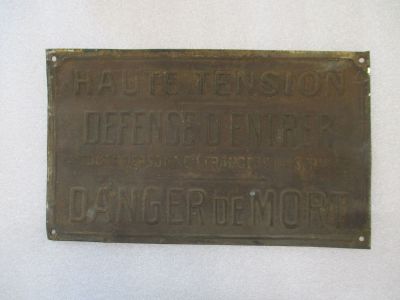 HAUTE TENSION
DEFENSE D'ENTRER
DANGER DE MORT